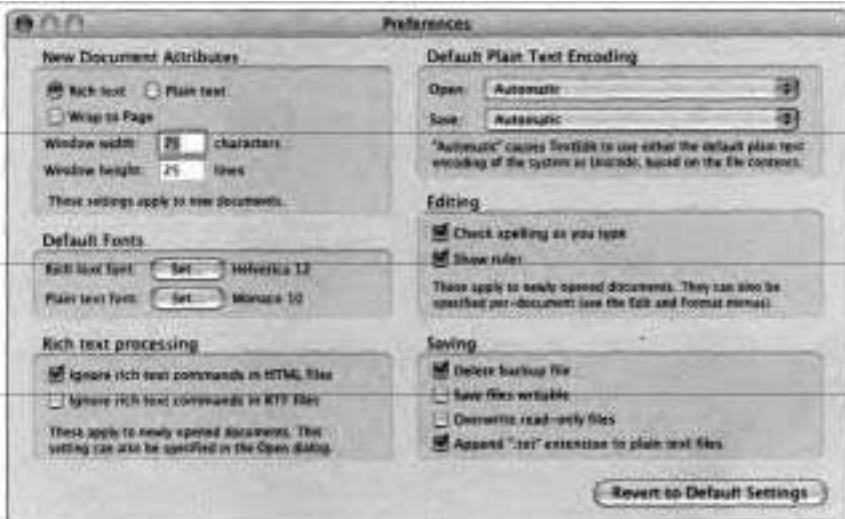 Preferences
New Document Attributes
Rich text
Plain text
Wrap to Page
Window width: 75 characters
Window height: 25 lines
These settings apply to new documents.
Default Fonts
Rich text font: Set... Helvetica 12
Plain text font: Set... Monaco 10
Rich text processing
Ignore rich text commands in HTML files
Ignore rich text commands in RTF files
These apply to newly opened documents. This
setting can also be specified in the Open dialog.
Default Plain Text Encoding
Open: Automatic
Save: Automatic
"Automatic" causes TextEdit to use either the default plain text
encoding of the system or Unicode, based on the file contents.
Editing
Check spelling as you type
Show ruler
These apply to newly opened documents. They can also be
specified per-document (use the Edit and Format menus).
Saving
Delete backup file
Save files writable
Overwrite read-only files
Append ".txt" extension to plain text files
Revert to Default Settings